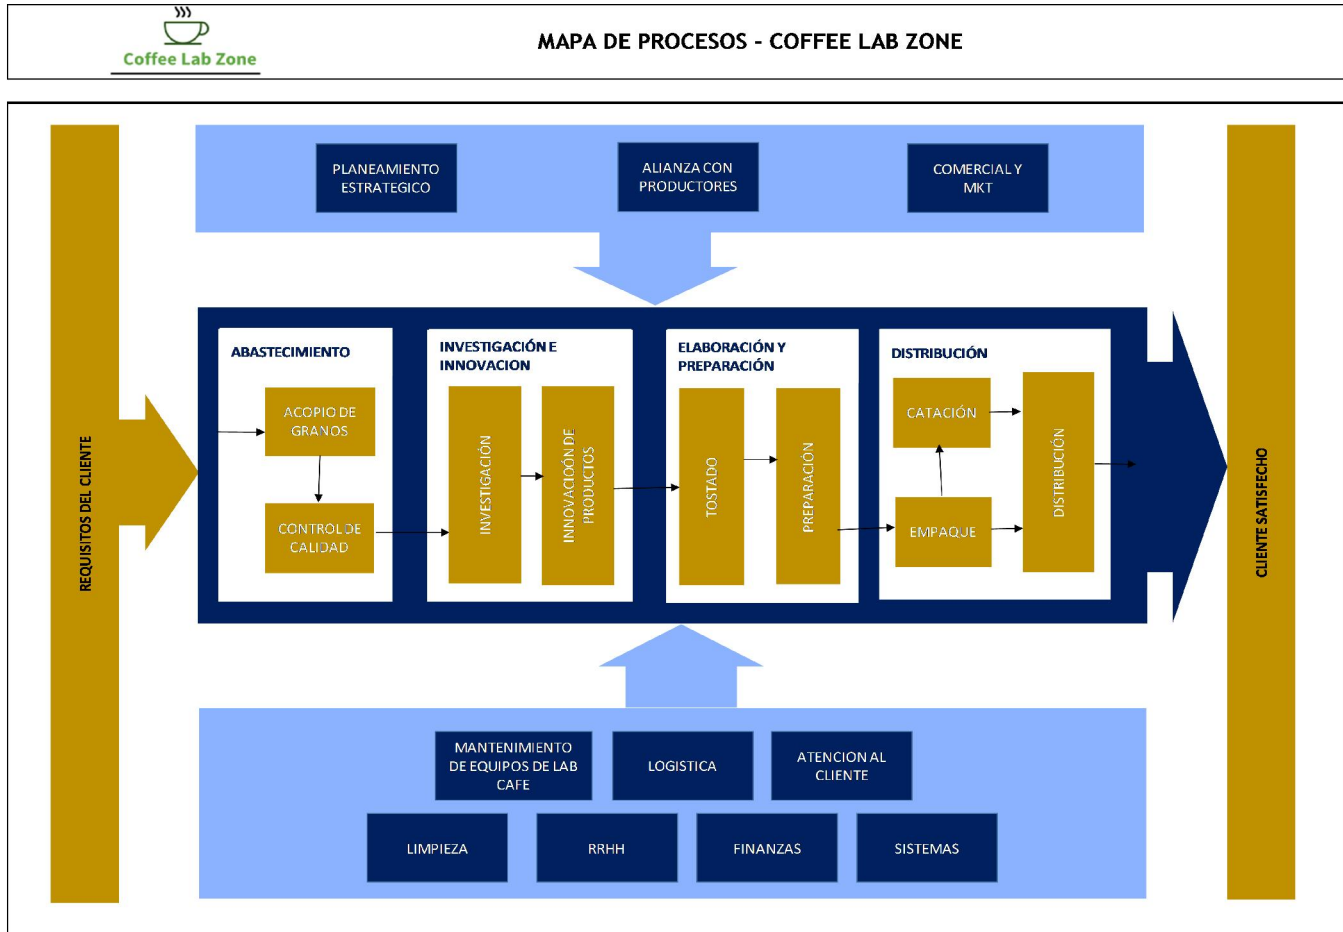 Coffee Lab Zone
MAPA DE PROCESOS - COFFEE LAB ZONE
REQUISITOS DEL CLIENTE
PLANEAMIENTO
ESTRATEGICO
ALIANZA CON
PRODUCTORES
COMERCIAL Y
MKT
ABASTECIMIENTO
ACOPIO DE
GRANOS
CONTROL DE
CALIDAD
INVESTIGACIÓN E
INNOVACION
INVESTIGACIÓN
INNOVACIOÓN DE
PRODUCTOS
ELABORACIÓN Y
PREPARACIÓN
TOSTADO
PREPARACIÓN
DISTRIBUCIÓN
CATACIÓN
EMPAQUE
DISTRIBUCIÓN
MANTENIMIENTO
DE EQUIPOS DE LAB
CAFE
LOGISTICA
ATENCION AL
CLIENTE
LIMPIEZA
RRHH
FINANZAS
SISTEMAS
CLIENTE SATISFECHO